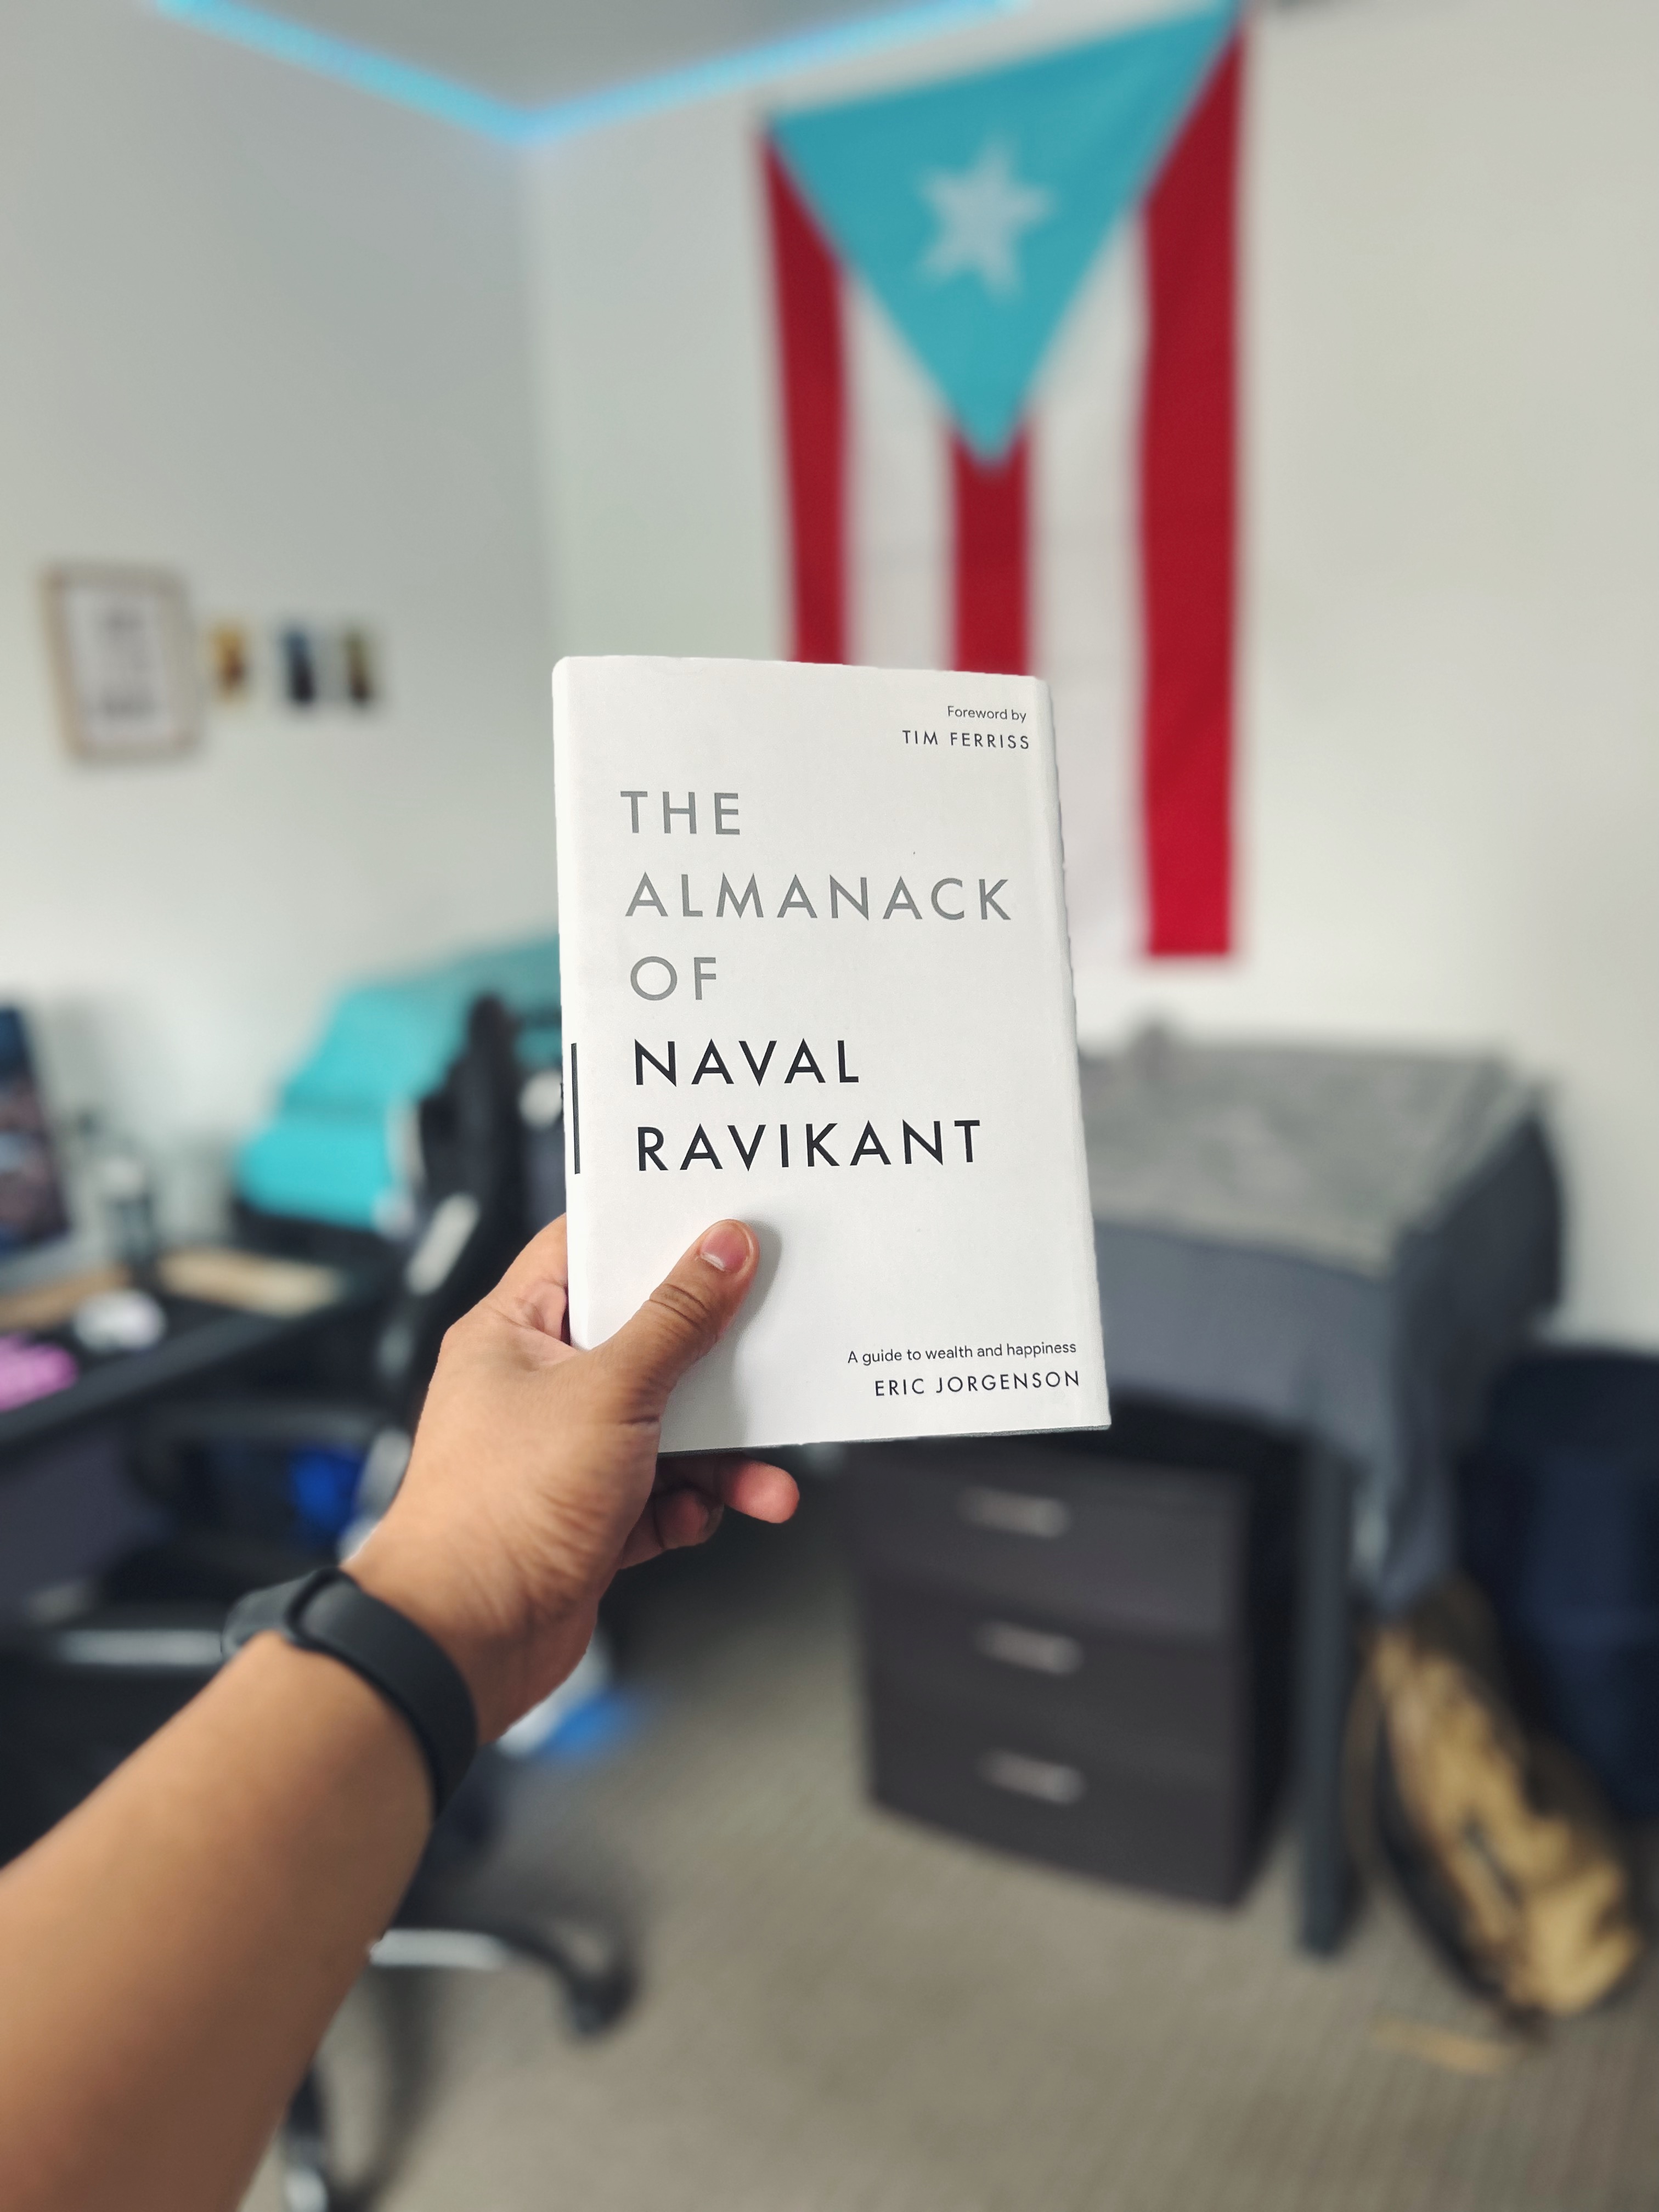 Foreword by
TIM FERRISS
THE
ALMANACK
OF
NAVAL
RAVIKANT
A guide to wealth and happiness
ERIC JORGENSON